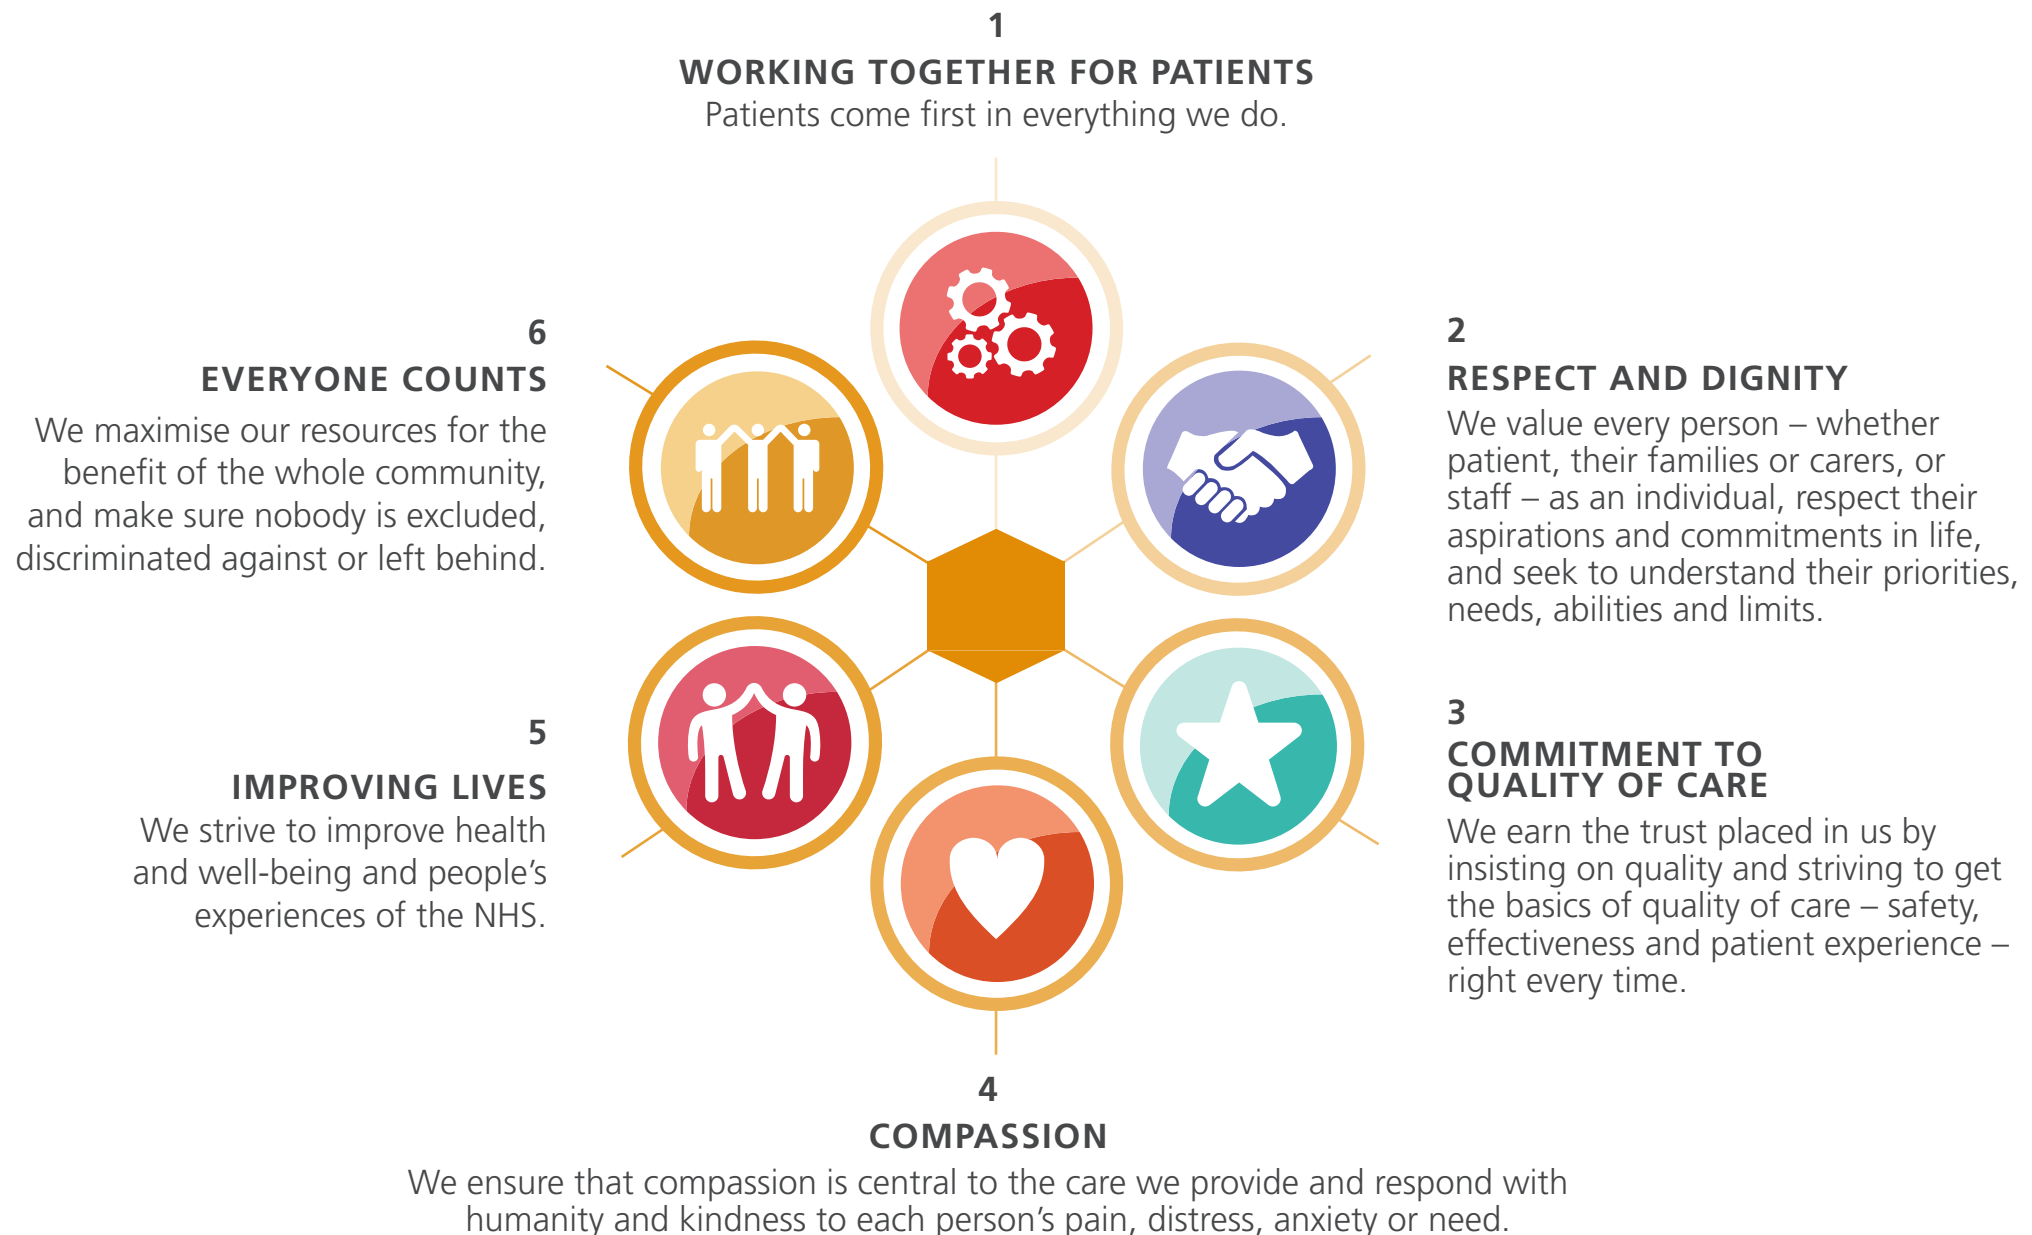 1
WORKING TOGETHER FOR PATIENTS
Patients come first in everything we do.
2
RESPECT AND DIGNITY
We value every person – whether
patient, their families or carers, or
staff – as an individual, respect their
aspirations and commitments in life,
and seek to understand their priorities,
needs, abilities and limits.
3
COMMITMENT TO
QUALITY OF CARE
We earn the trust placed in us by
insisting on quality and striving to get
the basics of quality of care – safety,
effectiveness and patient experience –
right every time.
4
COMPASSION
We ensure that compassion is central to the care we provide and respond with
humanity and kindness to each person’s pain, distress, anxiety or need.
5
IMPROVING LIVES
We strive to improve health
and well-being and people’s
experiences of the NHS.
6
EVERYONE COUNTS
We maximise our resources for the
benefit of the whole community,
and make sure nobody is excluded,
discriminated against or left behind.